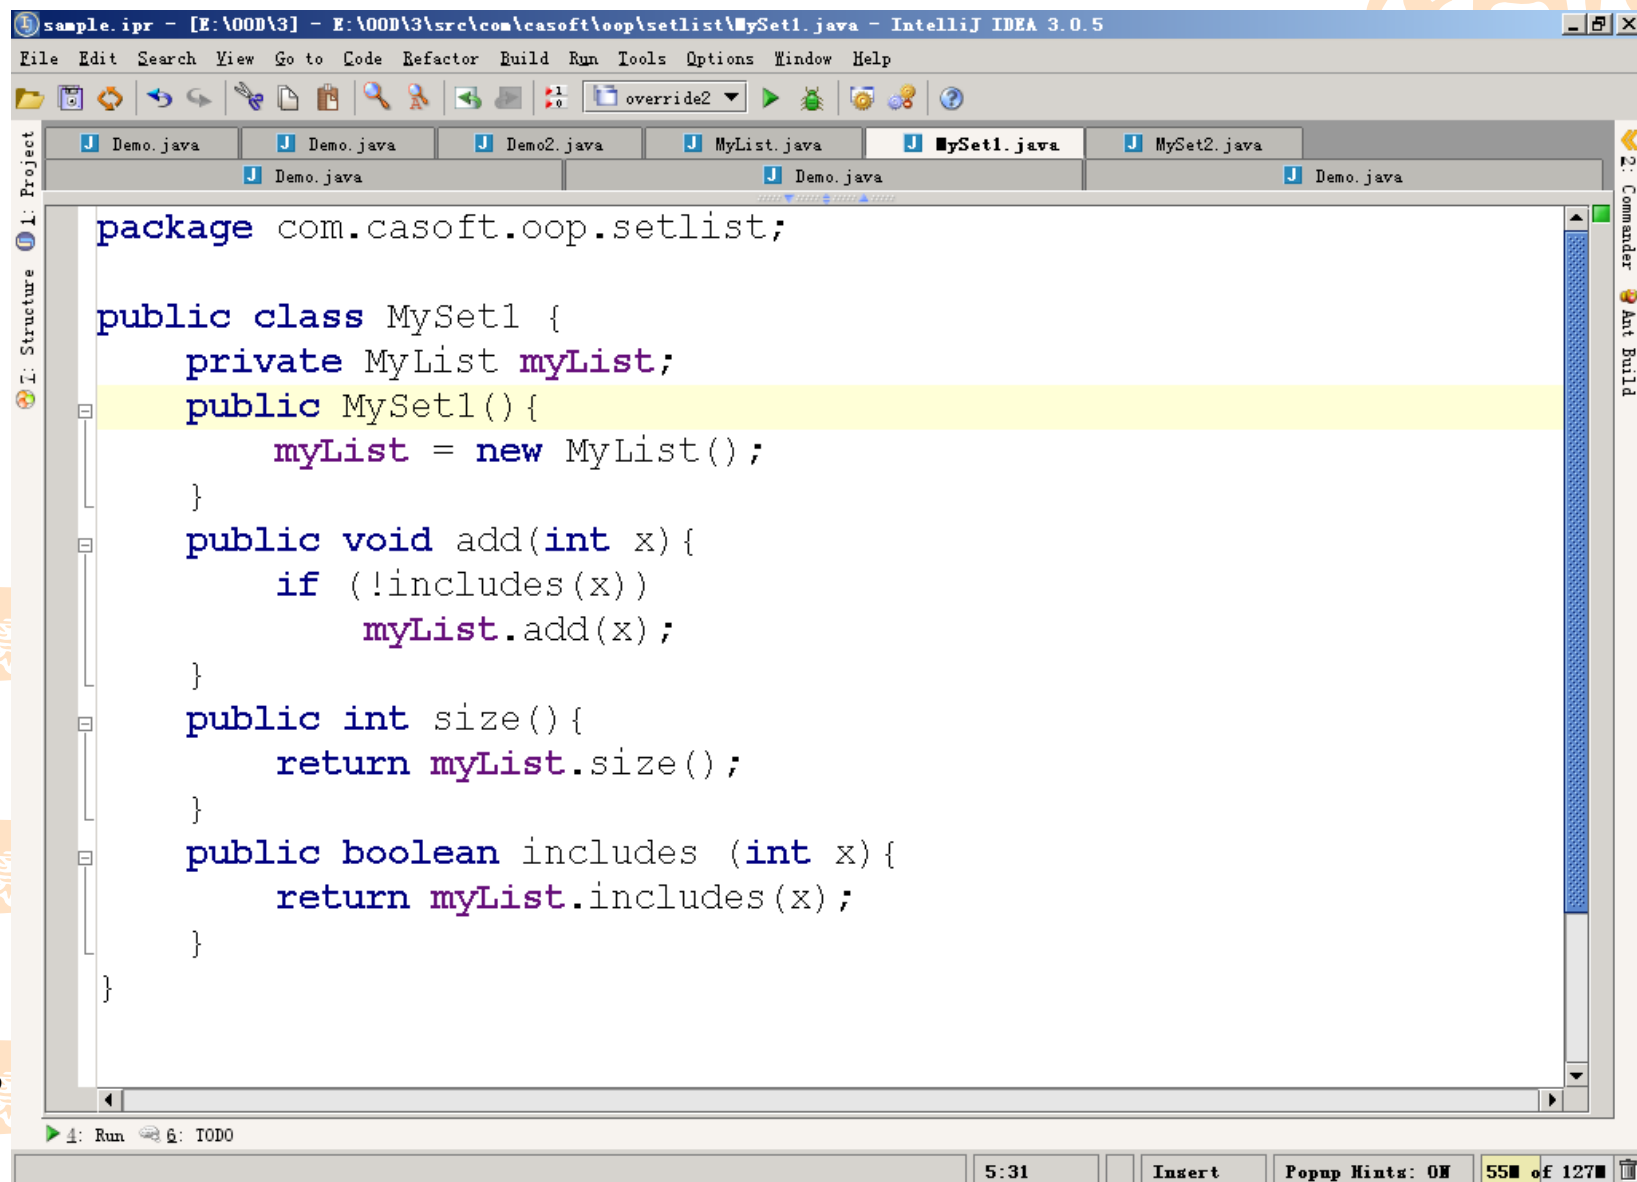 sample.ipr - [E:\OOD\3] - E:\OOD\3\src\com\casoft\oop\setlist\MySet1.java - IntelliJ IDEA 3.0.5
File Edit Search View Go to Code Refactor Build Run Tools Options Window Help
override2
Demo.java Demo.java Demo2.java MyList.java MySet1.java MySet2.java
Demo.java Demo.java Demo.java
1: Project
7: Structure
2: Commander
Ant Build
package com.casoft.oop.setlist;
public class MySet1 {
private MyList myList;
public MySet1(){
myList = new MyList();
}
public void add(int x){
if (!includes(x))
myList.add(x);
}
public int size(){
return myList.size();
}
public boolean includes (int x){
return myList.includes(x);
}
}
4: Run 6: TODO
5:31 Insert Popup Hints: ON 55M of 127M